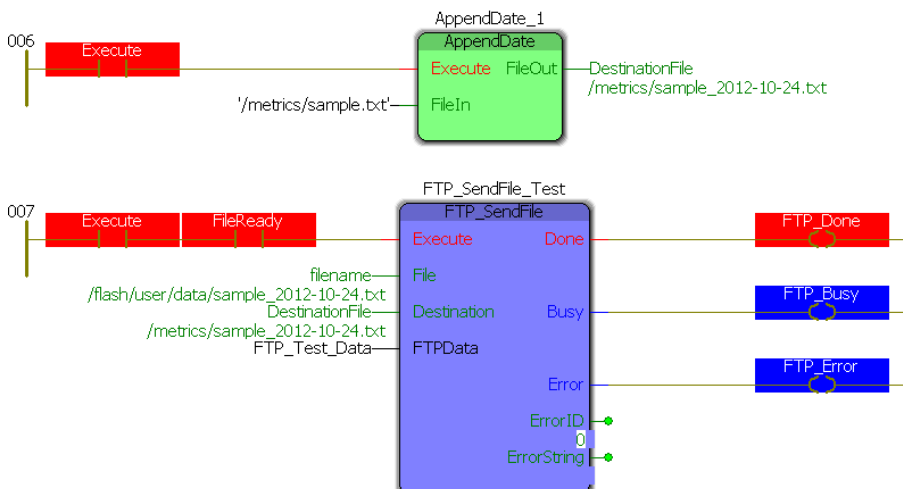 AppendDate_1
006
Execute
AppendDate
Execute FileOut
DestinationFile
/metrics/sample_2012-10-24.txt
'/metrics/sample.txt'
FileIn
FTP_SendFile_Test
007
Execute
FileReady
FTP_SendFile
FTP_Done
Execute Done
filename
File
/flash/user/data/sample_2012-10-24.txt
FTP_Busy
DestinationFile
Destination
Busy
/metrics/sample_2012-10-24.txt
FTP_Test_Data
FTPData
FTP_Error
Error
ErrorID
0
ErrorString